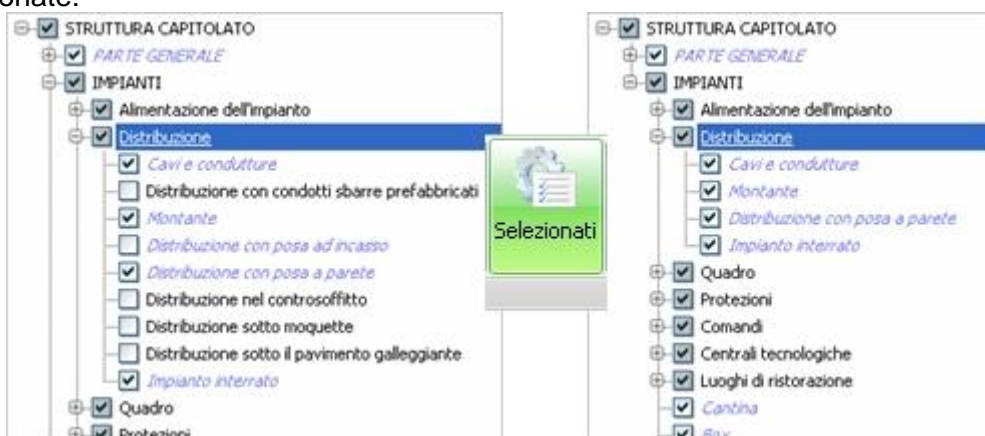 onate.
STRUTTURA CAPITOLATO
PARTE GENERALE
IMPIANTI
Alimentazione dell'impianto
Distribuzione
Cavi e condutture
Distribuzione con condotti sbarre prefabbricati
Montante
Distribuzione con posa ad incasso
Distribuzione con posa a parete
Distribuzione nel controsoffitto
Distribuzione sotto moquette
Distribuzione sotto il pavimento galleggiante
Impianto interrato
Quadro
Protezioni
Selezionati
STRUTTURA CAPITOLATO
PARTE GENERALE
IMPIANTI
Alimentazione dell'impianto
Distribuzione
Cavi e condutture
Montante
Distribuzione con posa a parete
Impianto interrato
Quadro
Protezioni
Comandi
Centrali tecnologiche
Luoghi di ristorazione
Cantina
Box